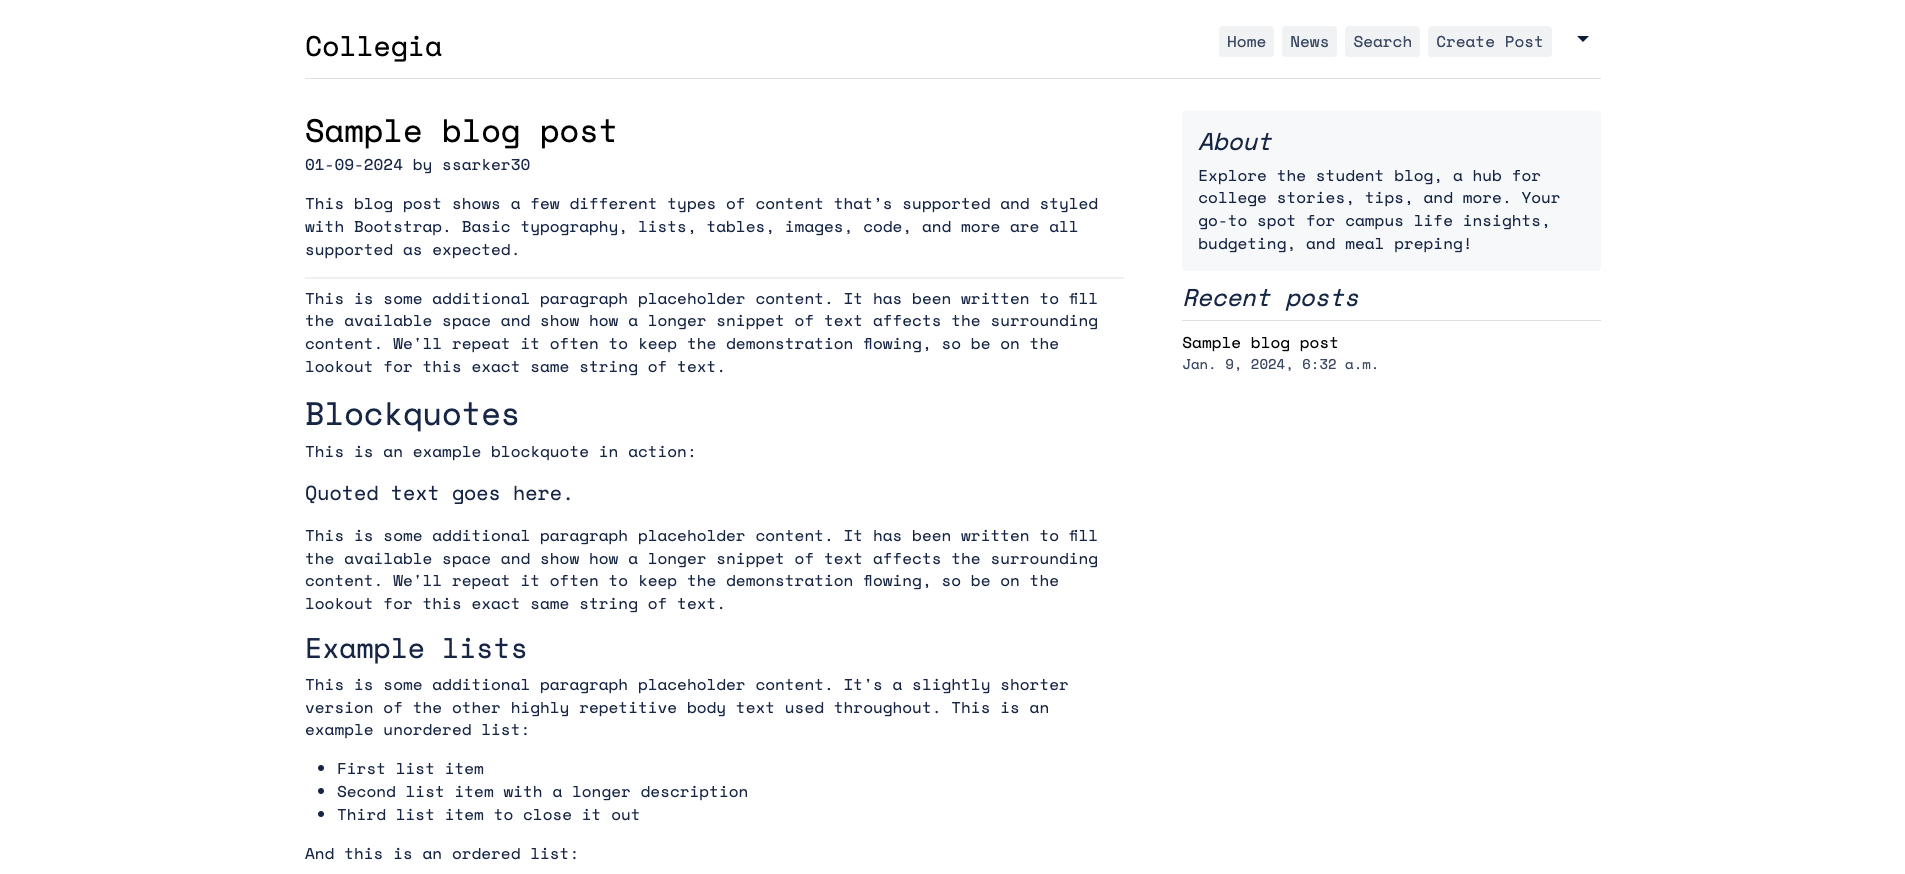 Collegia
Home News Search Create Post
Sample blog post
01-09-2024 by ssarker30
This blog post shows a few different types of content that’s supported and styled
with Bootstrap. Basic typography, lists, tables, images, code, and more are all
supported as expected.
This is some additional paragraph placeholder content. It has been written to fill
the available space and show how a longer snippet of text affects the surrounding
content. We'll repeat it often to keep the demonstration flowing, so be on the
lookout for this exact same string of text.
Blockquotes
This is an example blockquote in action:
Quoted text goes here.
This is some additional paragraph placeholder content. It has been written to fill
the available space and show how a longer snippet of text affects the surrounding
content. We'll repeat it often to keep the demonstration flowing, so be on the
lookout for this exact same string of text.
Example lists
This is some additional paragraph placeholder content. It's a slightly shorter
version of the other highly repetitive body text used throughout. This is an
example unordered list:
• First list item
• Second list item with a longer description
• Third list item to close it out
And this is an ordered list:
About
Explore the student blog, a hub for
college stories, tips, and more. Your
go-to spot for campus life insights,
budgeting, and meal preping!
Recent posts
Sample blog post
Jan. 9, 2024, 6:32 a.m.